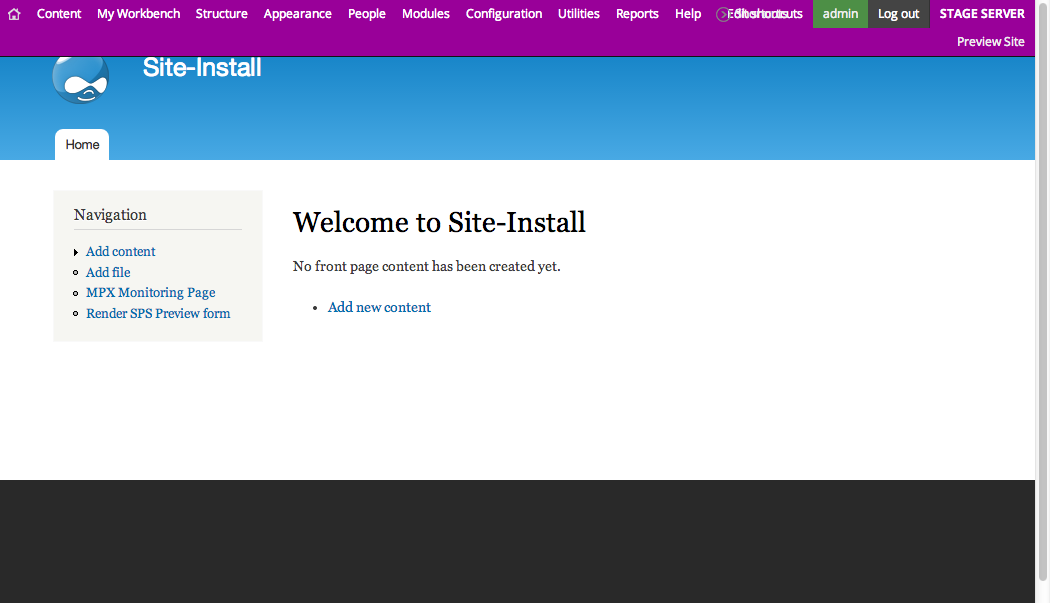 Content My Workbench Structure Appearance People Modules Configuration Utilities Reports Help Edit shortcuts Shortcuts admin Log out STAGE SERVER
Preview Site
Site-Install
Home
Navigation
Add content
Add file
MPX Monitoring Page
Render SPS Preview form
Welcome to Site-Install
No front page content has been created yet.
Add new content